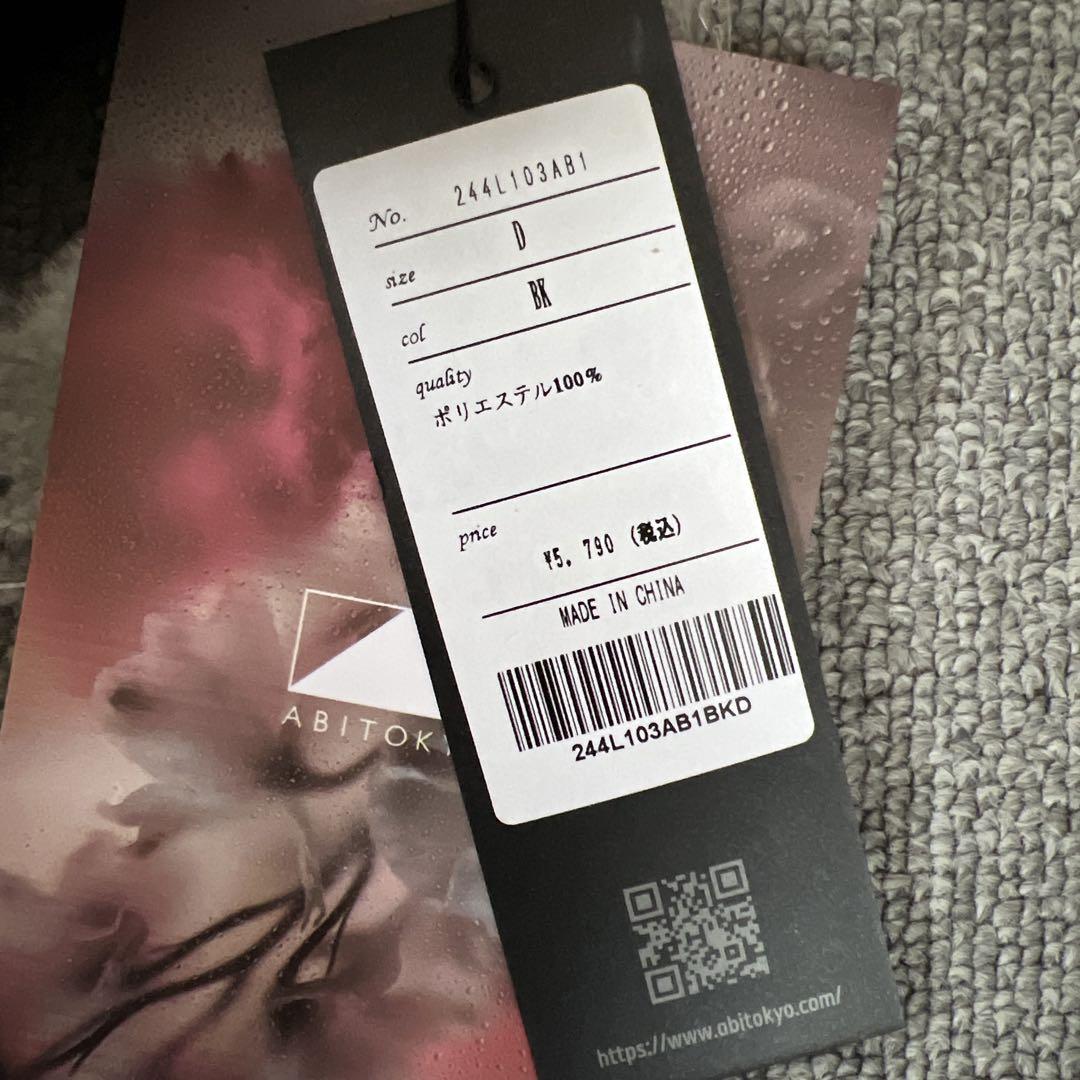 No. 244L103AB1
size D
col BK
quality
ポリエステル100%
price
¥5,790 (税込)
MADE IN CHINA
244L103AB1BKD
ABITOK
https://www.abitokyo.com/